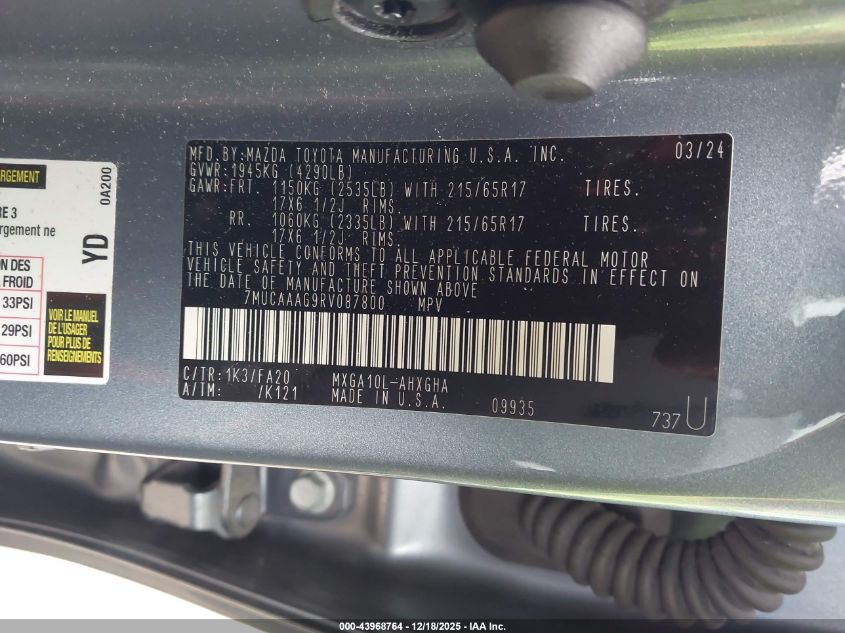 ARGEMENT
0A200
RE 3
argement ne
YD
ON DES
À FROID
33PSI
29PSI
60PSI
VOIR LE MANUEL
DE L'USAGER
POUR PLUS DE
RENSEIGNEMENTS
MFD.BY:MAZDA TOYOTA MANUFACTURING U.S.A. INC. 03/24
GVWR:1945KG (4290LB)
GAWR:FRT. 1150KG (2535LB) WITH 215/65R17 TIRES.
17X6 1/2J RIMS.
RR. 1060KG (2335LB) WITH 215/65R17 TIRES.
17X6 1/2J RIMS.
THIS VEHICLE CONFORMS TO ALL APPLICABLE FEDERAL MOTOR
VEHICLE SAFETY AND THEFT PREVENTION STANDARDS IN EFFECT ON
THE DATE OF MANUFACTURE SHOWN ABOVE
7MUCAAAG9RV087800 MPV
C/TR:1K3/FA20 MXGA10L-AHXGHA
A/TM: /K121 MADE IN U.S.A. 09935
737 U
000-43968764 - 12/18/2025 - IAA Inc.